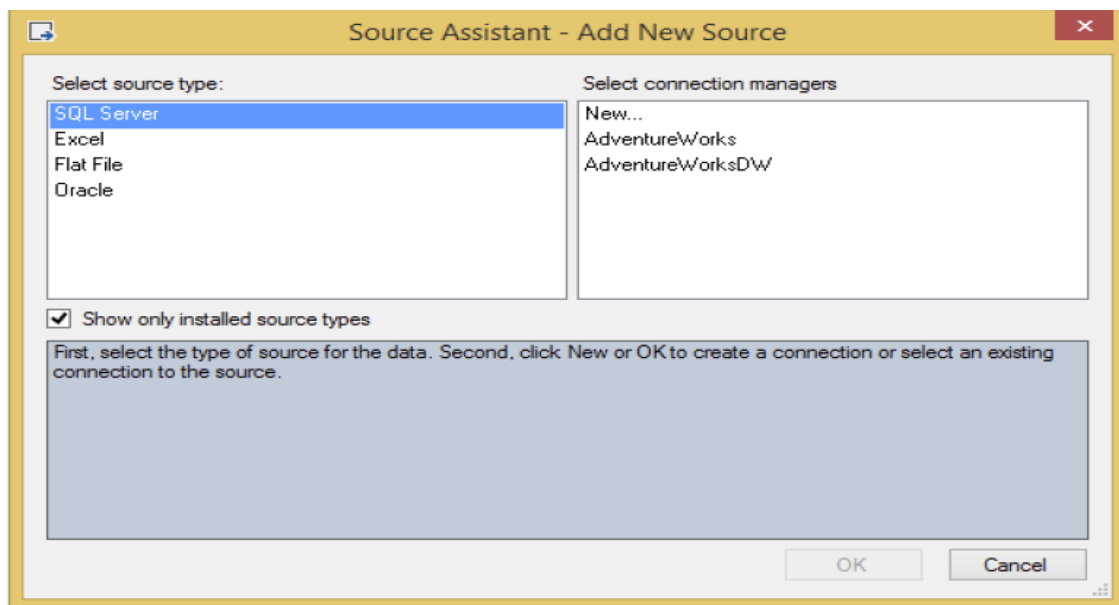 Source Assistant - Add New Source
Select source type:
SQL Server
Excel
Flat File
Oracle
Select connection managers
New...
AdventureWorks
AdventureWorksDW
Show only installed source types
First, select the type of source for the data. Second, click New or OK to create a connection or select an existing
connection to the source.
OK
Cancel